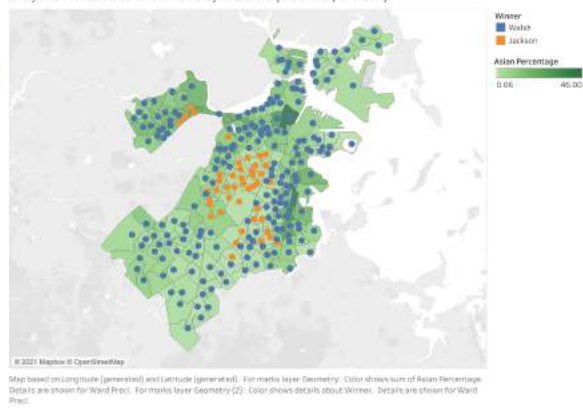 Winner
Walsh
Jackson
Asian Percentage
0.06 46.00
© 2021 Mapbox © OpenStreetMap
Map based on Longitude (generated) and Latitude (generated). For marks layer Geometry: Color shows sum of Asian Percentage.
Details are shown for Ward Preci. For marks layer Geometry (2): Color shows details about Winner. Details are shown for Ward
Preci.